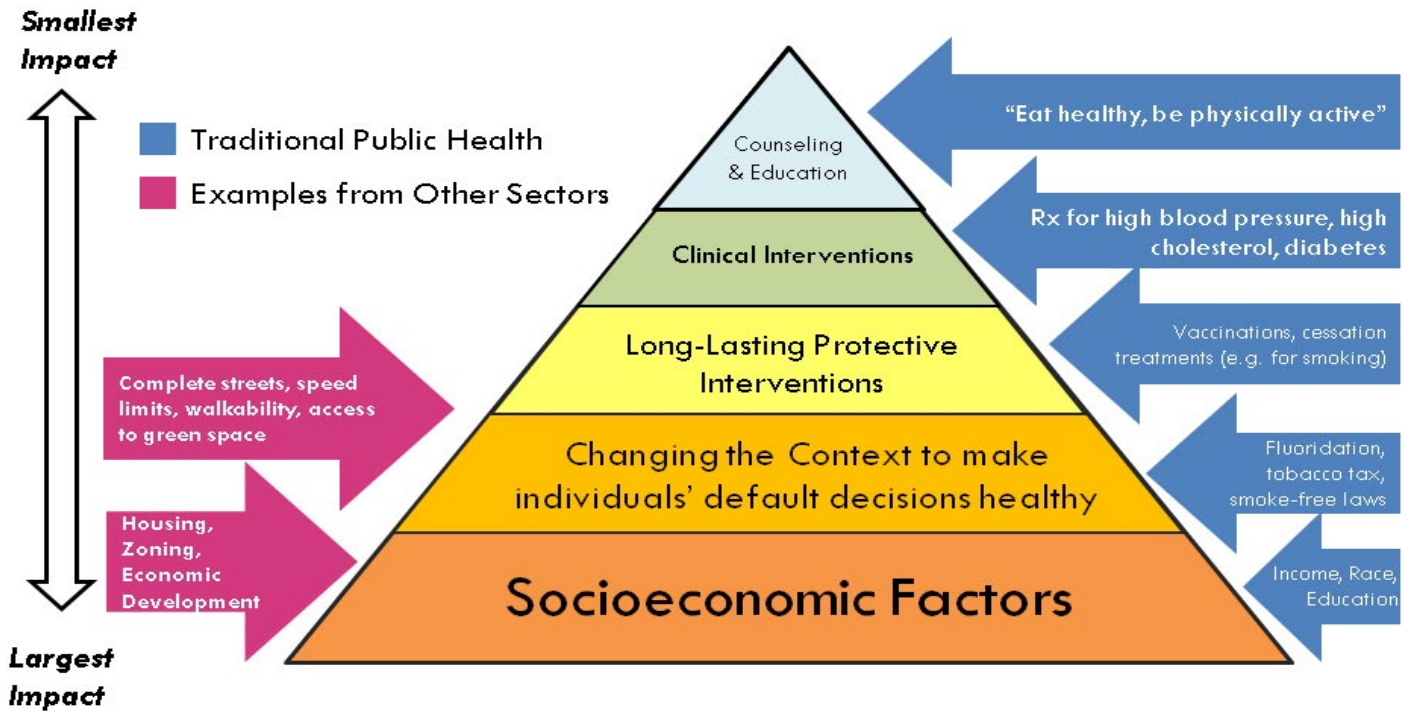 Smallest
Impact
Traditional Public Health
Examples from Other Sectors
Counseling
& Education
Clinical Interventions
Long-Lasting Protective
Interventions
Changing the Context to make
individuals' default decisions healthy
Socioeconomic Factors
"Eat healthy, be physically active"
Rx for high blood pressure, high
cholesterol, diabetes
Vaccinations, cessation
treatments (e.g. for smoking)
Fluoridation,
tobacco tax,
smoke-free laws
Income, Race,
Education
Complete streets, speed
limits, walkability, access
to green space
Housing,
Zoning,
Economic
Development
Largest
Impact